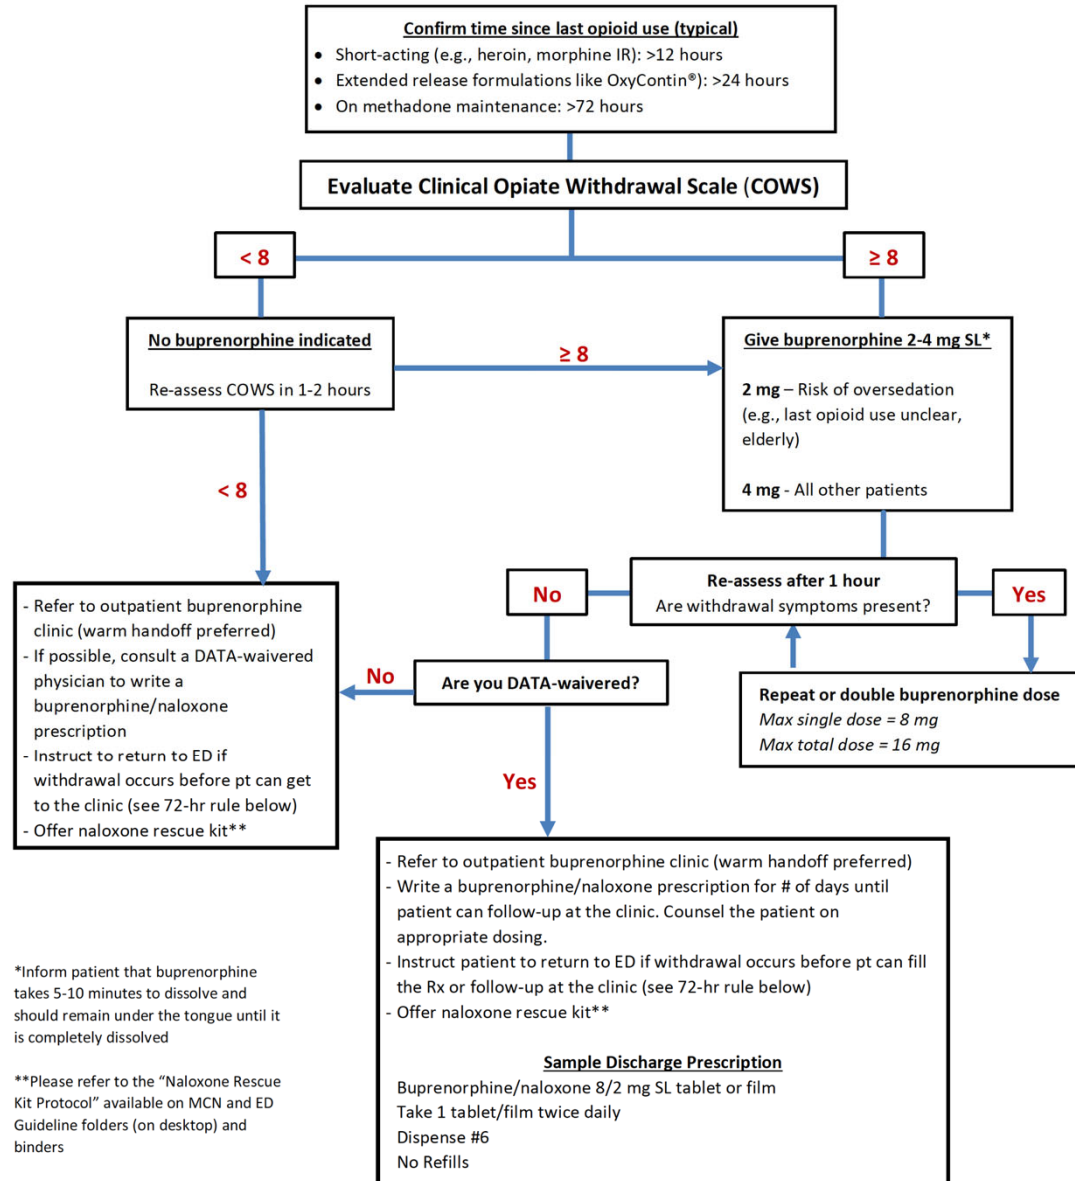 Confirm time since last opioid use (typical)
• Short-acting (e.g., heroin, morphine IR): >12 hours
• Extended release formulations like OxyContin®): >24 hours
• On methadone maintenance: >72 hours
Evaluate Clinical Opiate Withdrawal Scale (COWS)
< 8
≥ 8
No buprenorphine indicated
Re-assess COWS in 1-2 hours
≥ 8
Give buprenorphine 2-4 mg SL*
2 mg – Risk of oversedation
(e.g., last opioid use unclear,
elderly)
4 mg - All other patients
< 8
Re-assess after 1 hour
Are withdrawal symptoms present?
No
Yes
Repeat or double buprenorphine dose
Max single dose = 8 mg
Max total dose = 16 mg
Are you DATA-waivered?
No
Yes
- Refer to outpatient buprenorphine
clinic (warm handoff preferred)
- If possible, consult a DATA-waivered
physician to write a
buprenorphine/naloxone
prescription
- Instruct to return to ED if
withdrawal occurs before pt can get
to the clinic (see 72-hr rule below)
- Offer naloxone rescue kit**
- Refer to outpatient buprenorphine clinic (warm handoff preferred)
- Write a buprenorphine/naloxone prescription for # of days until
patient can follow-up at the clinic. Counsel the patient on
appropriate dosing.
- Instruct patient to return to ED if withdrawal occurs before pt can fill
the Rx or follow-up at the clinic (see 72-hr rule below)
- Offer naloxone rescue kit**
Sample Discharge Prescription
Buprenorphine/naloxone 8/2 mg SL tablet or film
Take 1 tablet/film twice daily
Dispense #6
No Refills
*Inform patient that buprenorphine
takes 5-10 minutes to dissolve and
should remain under the tongue until it
is completely dissolved
**Please refer to the “Naloxone Rescue
Kit Protocol” available on MCN and ED
Guideline folders (on desktop) and
binders